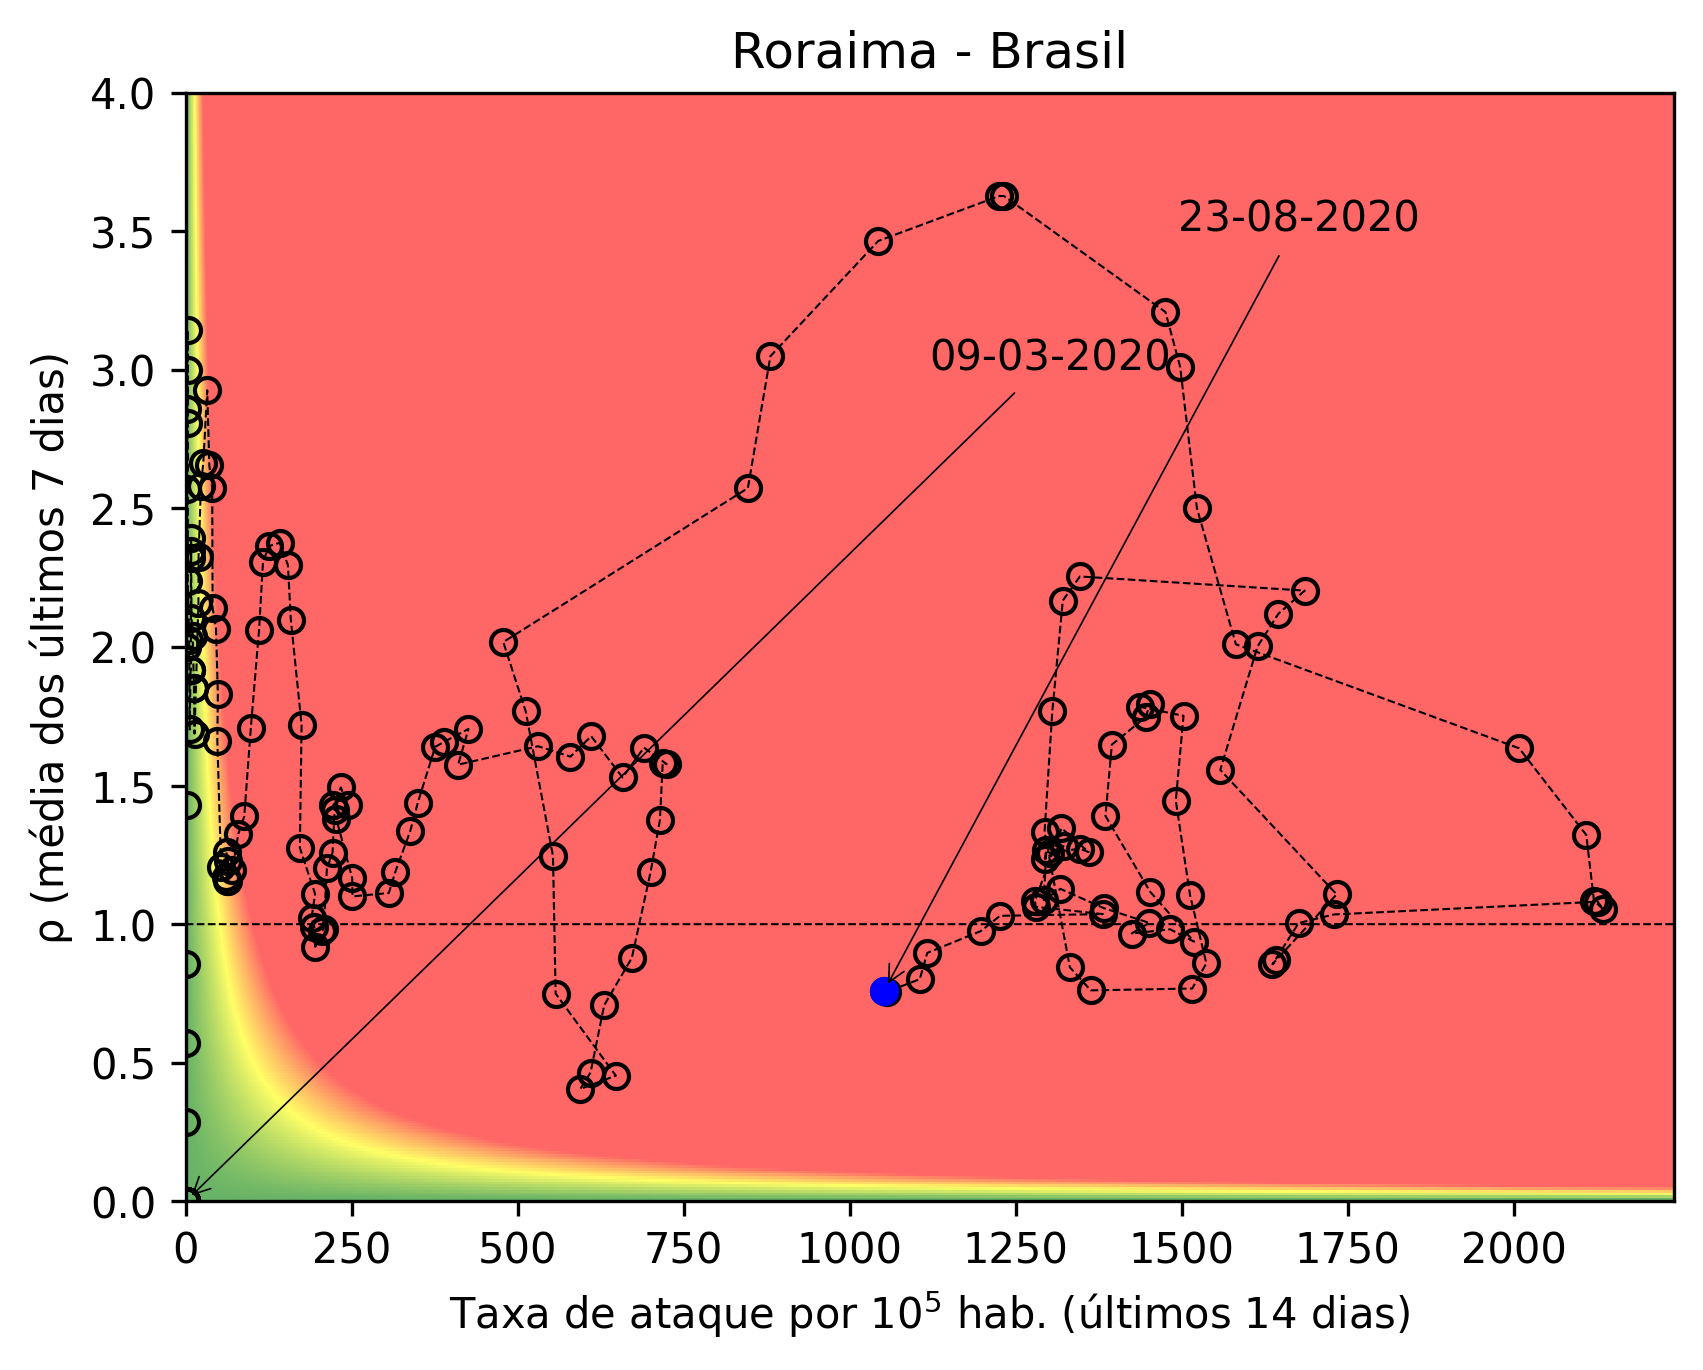 Roraima - Brasil
4.0
3.5
3.0
2.5
2.0
1.5
1.0
0.5
0.0
ρ (média dos últimos 7 dias)
23-08-2020
09-03-2020
0 250 500 750 1000 1250 1500 1750 2000
Taxa de ataque por 10⁵ hab. (últimos 14 dias)